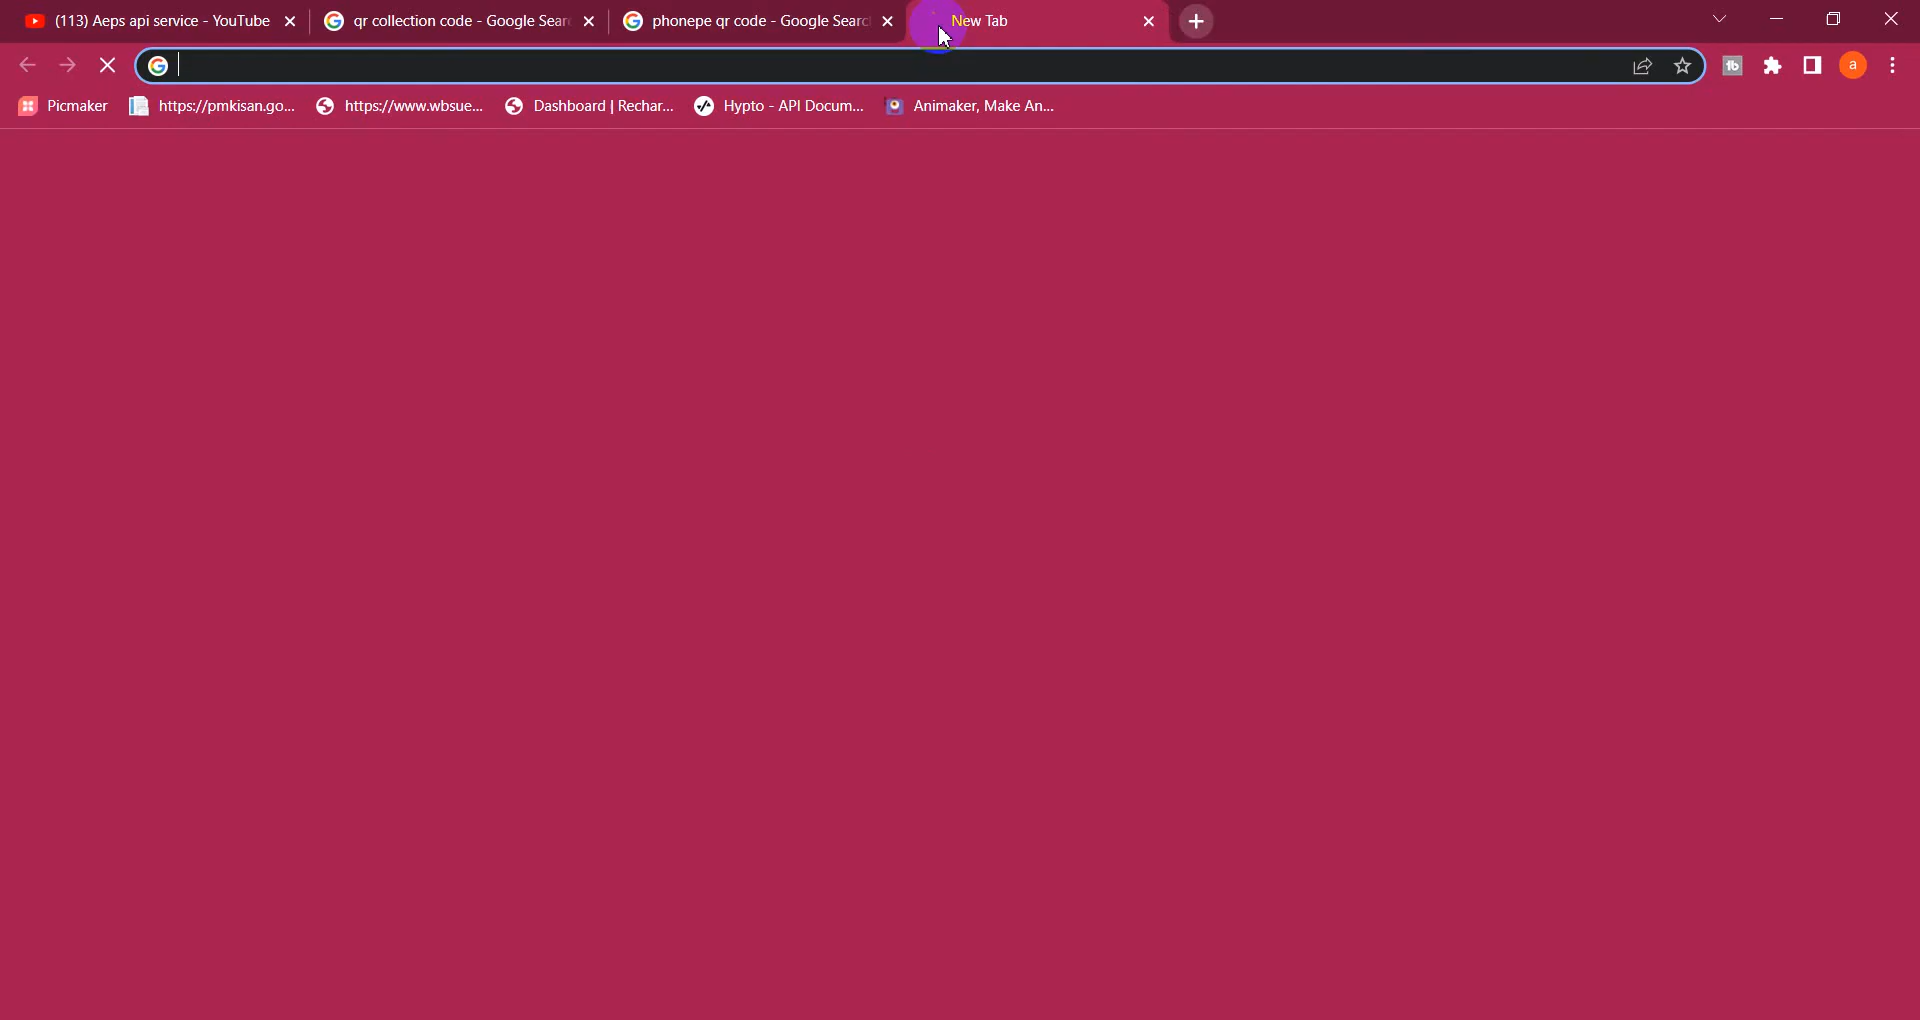 (113) Aeps api service - YouTube
qr collection code - Google Sear
phonepe qr code - Google Searc
New Tab
G
1b
a
Picmaker
https://pmkisan.go...
https://www.wbsue...
Dashboard | Rechar...
Hypto - API Docum...
Animaker, Make An...